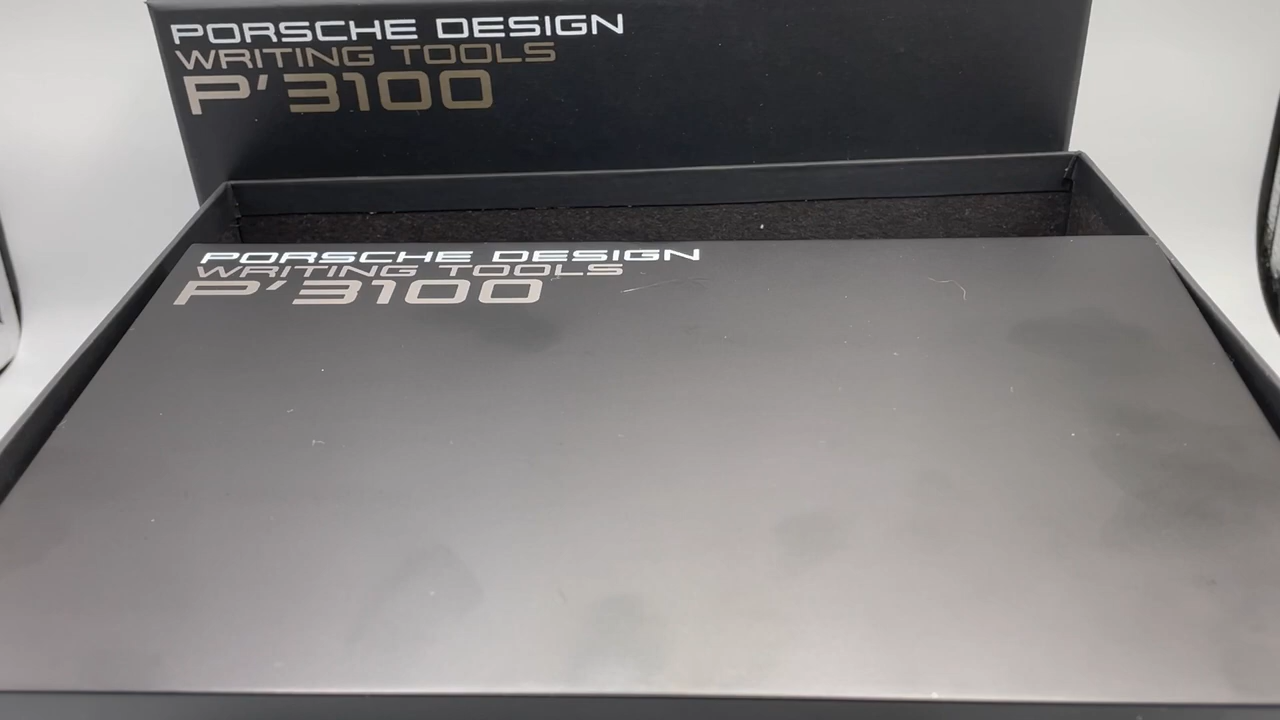 PORSCHE DESIGN
WRITING TOOLS
P'3100
PORSCHE DESIGN
WRITING TOOLS
P'3100